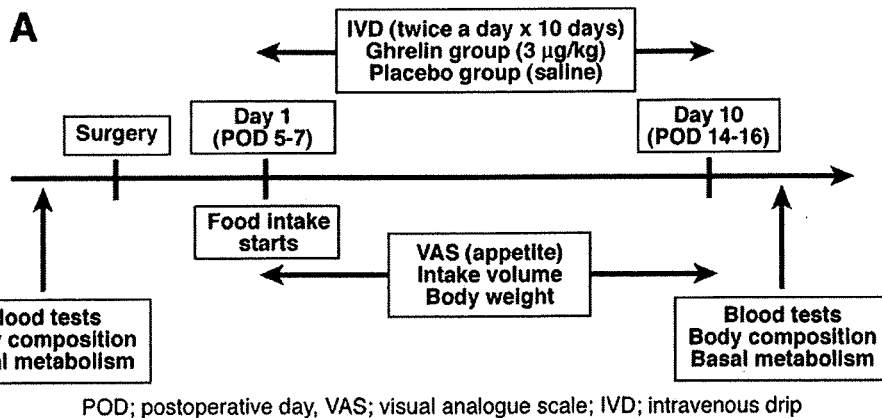 A
IVD (twice a day x 10 days)
Ghrelin group (3 μg/kg)
Placebo group (saline)
Surgery
Day 1
(POD 5-7)
Day 10
(POD 14-16)
Food intake
starts
VAS (appetite)
Intake volume
Body weight
lood tests
composition
metabolism
Blood tests
Body composition
Basal metabolism
POD; postoperative day, VAS; visual analogue scale; IVD; intravenous drip